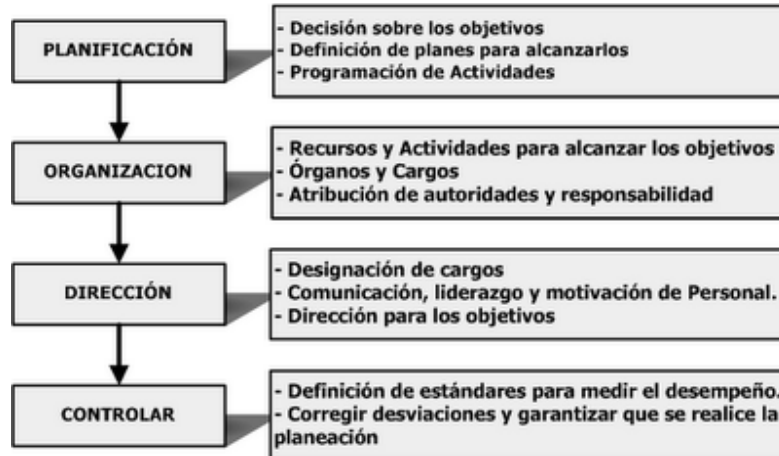 PLANIFICACIÓN
- Decisión sobre los objetivos
- Definición de planes para alcanzarlos
- Programación de Actividades
ORGANIZACION
- Recursos y Actividades para alcanzar los objetivos
- Órganos y Cargos
- Atribución de autoridades y responsabilidad
DIRECCIÓN
- Designación de cargos
- Comunicación, liderazgo y motivación de Personal.
- Dirección para los objetivos
CONTROLAR
- Definición de estándares para medir el desempeño.
- Corregir desviaciones y garantizar que se realice la
planeación